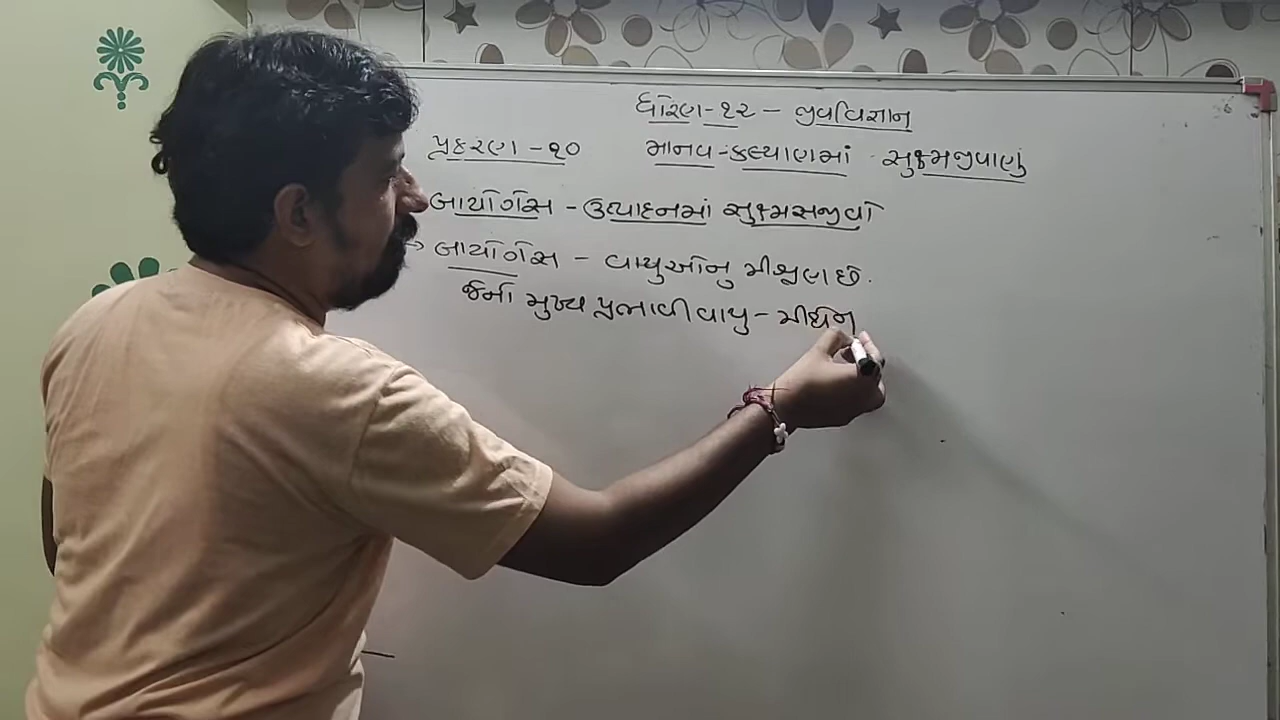 ધોરણ-૧૨ – જીવવિજ્ઞાન
પ્રકરણ-૧૦ માનવ-કલ્યાણમાં સુક્ષ્મજીવાણું
બાયોગેસ - ઉત્પાદનમાં સુક્ષ્મસજીવો
→ બાયોગેસ – વાયુઓનુ મીશ્રણ છે.
જેનો મુખ્ય પ્રભાવી વાયુ – મીથેન